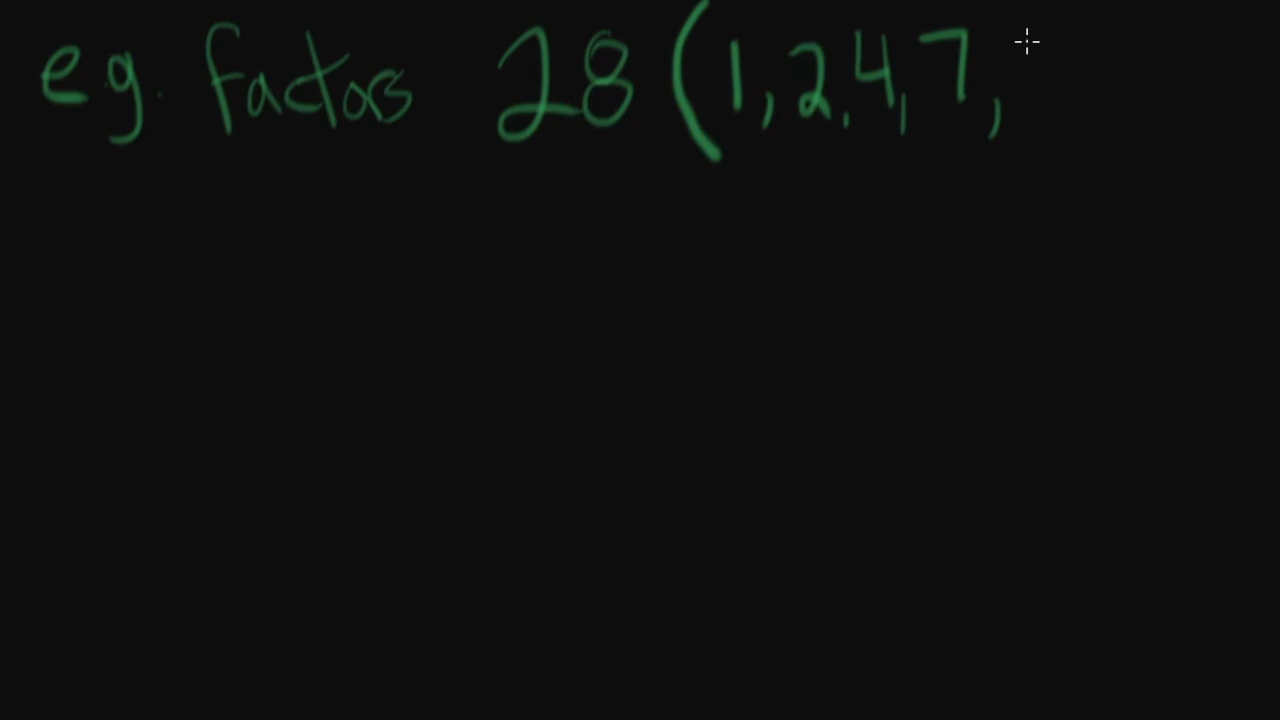 e.g. factors 28 (1, 2, 4, 7,